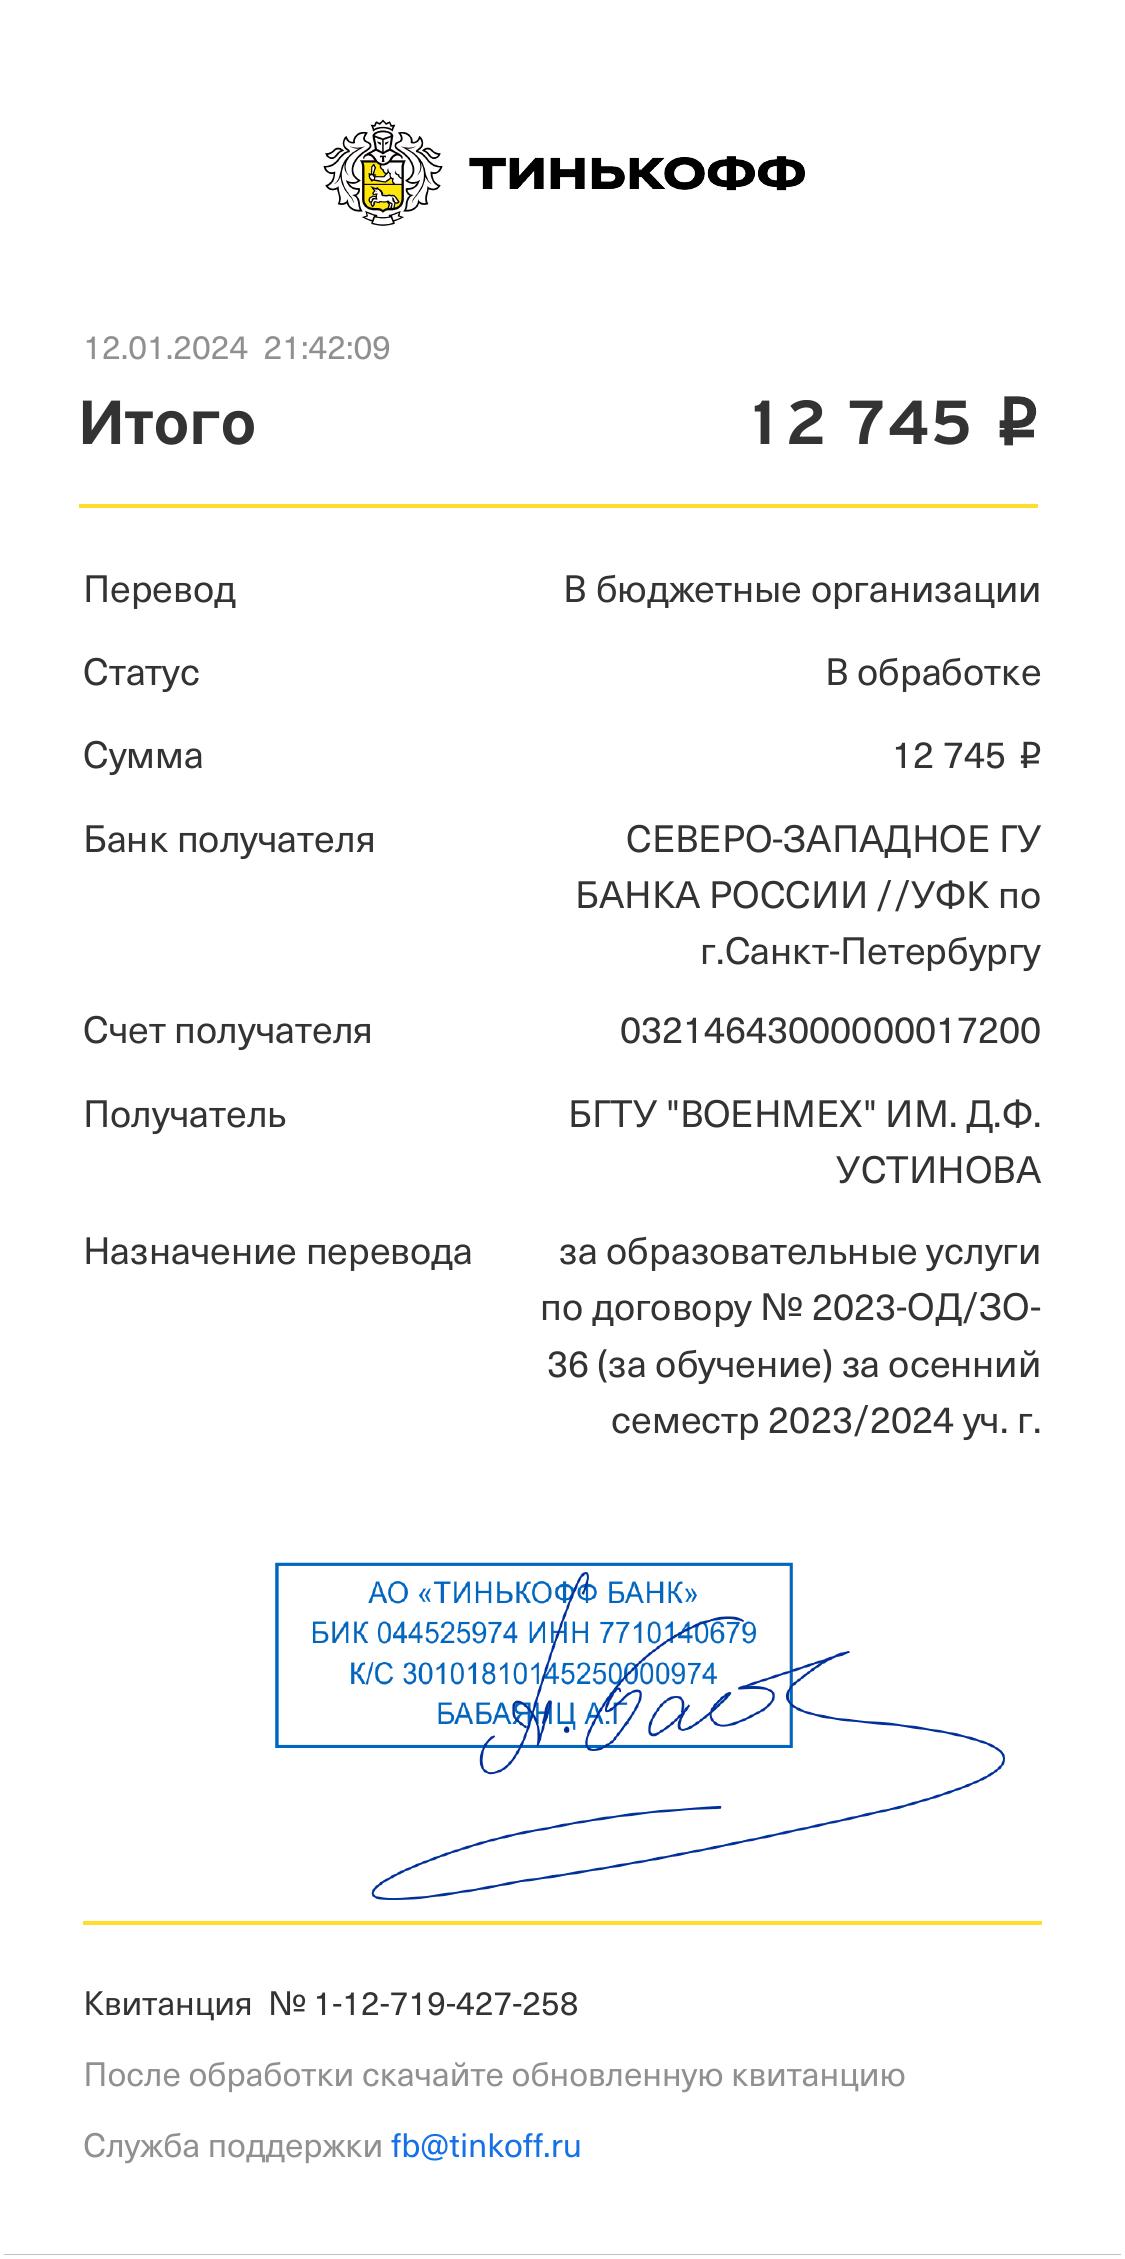 ТИНЬКОФФ
12.01.2024 21:42:09
Итого 12 745 ₽
Перевод В бюджетные организации
Статус В обработке
Сумма 12 745 ₽
Банк получателя СЕВЕРО-ЗАПАДНОЕ ГУ
БАНКА РОССИИ //УФК по
г.Санкт-Петербургу
Счет получателя 03214643000000017200
Получатель БГТУ "ВОЕНМЕХ" ИМ. Д.Ф.
УСТИНОВА
Назначение перевода за образовательные услуги
по договору № 2023-ОД/ЗО-
36 (за обучение) за осенний
семестр 2023/2024 уч. г.
АО «ТИНЬКОФФ БАНК»
БИК 044525974 ИНН 7710140679
К/С 30101810145250000974
БАБАЯНЦ А.Г
Квитанция № 1-12-719-427-258
После обработки скачайте обновленную квитанцию
Служба поддержки fb@tinkoff.ru